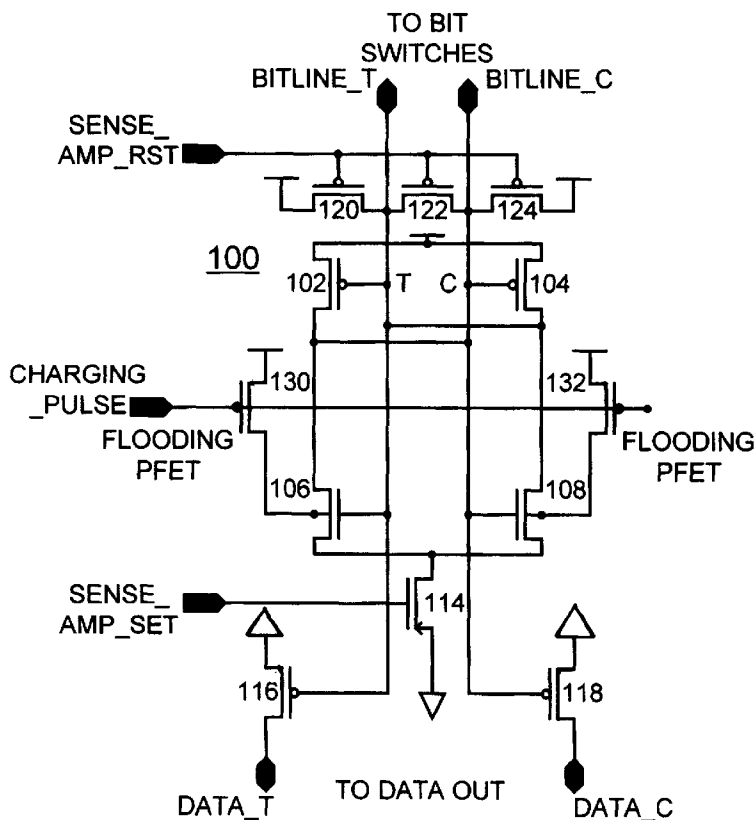 TO BIT
SWITCHES
BITLINE_T
BITLINE_C
SENSE_
AMP_RST
120
122
124
100
102
T
C
104
CHARGING
_PULSE
130
132
FLOODING
PFET
FLOODING
PFET
106
108
SENSE_
AMP_SET
114
116
118
DATA_T
TO DATA OUT
DATA_C